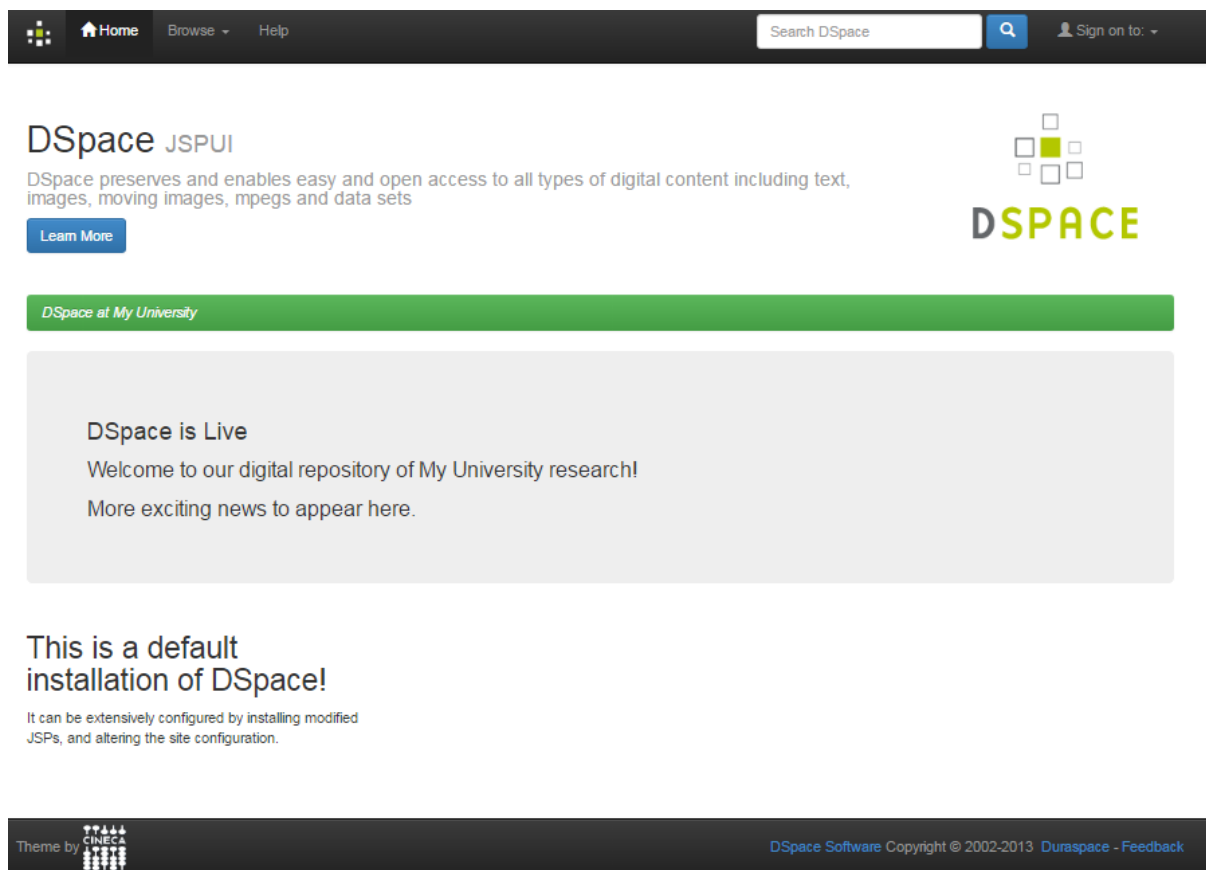 Home Browse Help Search DSpace Sign on to:
DSpace JSPUI
DSpace preserves and enables easy and open access to all types of digital content including text,
images, moving images, mpegs and data sets
Learn More
DSPACE
DSpace at My University
DSpace is Live
Welcome to our digital repository of My University research!
More exciting news to appear here.
This is a default
installation of DSpace!
It can be extensively configured by installing modified
JSPs, and altering the site configuration.
Theme by CINECA DSpace Software Copyright © 2002-2013 Duraspace - Feedback